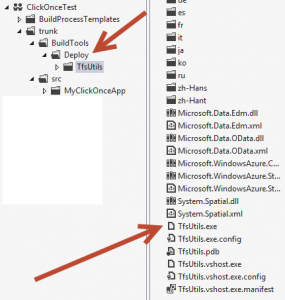 ClickOnceTest
BuildProcessTemplates
trunk
BuildTools
Deploy
TfsUtils
src
MyClickOnceApp
de
es
fr
it
ja
ko
ru
zh-Hans
zh-Hant
Microsoft.Data.Edm.dll
Microsoft.Data.Edm.xml
Microsoft.Data.OData.dll
Microsoft.Data.OData.xml
Microsoft.WindowsAzure.C
Microsoft.WindowsAzure.St
Microsoft.WindowsAzure.St
System.Spatial.dll
System.Spatial.xml
TfsUtils.exe
TfsUtils.exe.config
TfsUtils.pdb
TfsUtils.vshost.exe
TfsUtils.vshost.exe.config
TfsUtils.vshost.exe.manifest